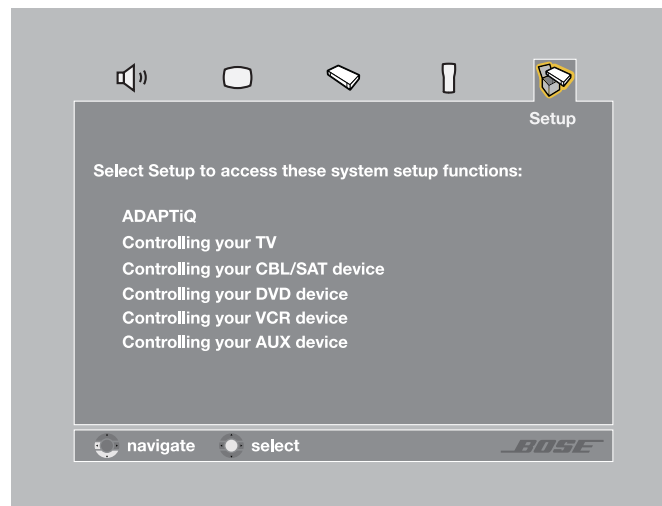 Setup
Select Setup to access these system setup functions:
ADAPTiQ
Controlling your TV
Controlling your CBL/SAT device
Controlling your DVD device
Controlling your VCR device
Controlling your AUX device
navigate select BOSE